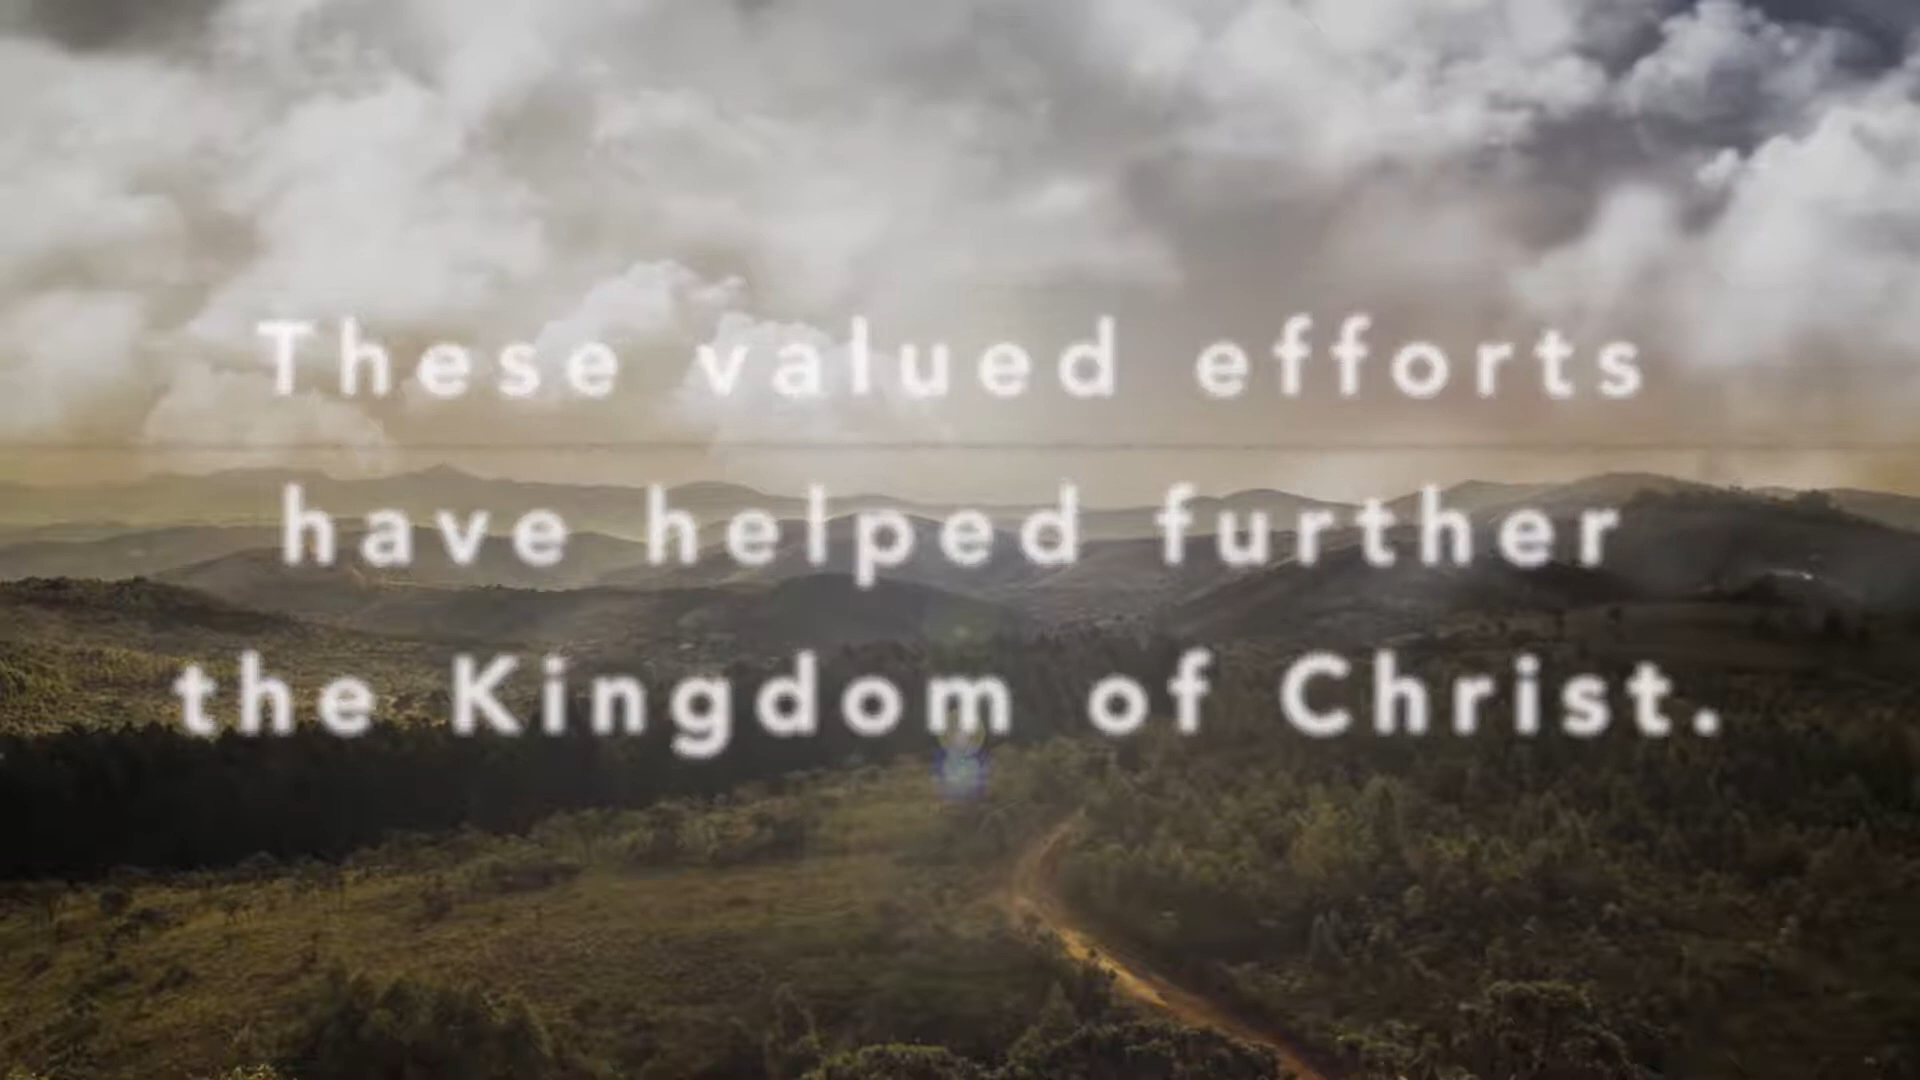 These valued efforts
have helped further
the Kingdom of Christ.